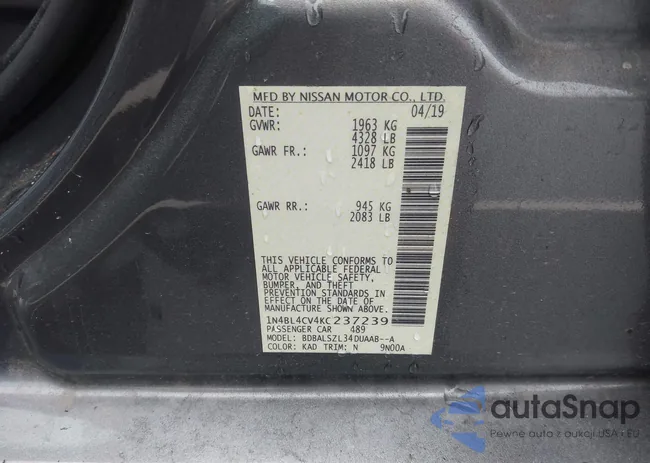 MFD BY NISSAN MOTOR CO., LTD.
DATE: 04/19
GVWR: 1963 KG
4328 LB
GAWR FR.: 1097 KG
2418 LB
GAWR RR.: 945 KG
2083 LB
THIS VEHICLE CONFORMS TO
ALL APPLICABLE FEDERAL
MOTOR VEHICLE SAFETY,
BUMPER, AND THEFT
PREVENTION STANDARDS
IN EFFECT ON THE DATE OF
MANUFACTURE SHOWN ABOVE.
1N4BL4CV4KC237239
PASSENGER CAR 489
MODEL: BDBALSZL34DUAAB--A
COLOR: KAD TRIM: N 9N00A
autaSnap
Pewne auta z aukcji USA i EU